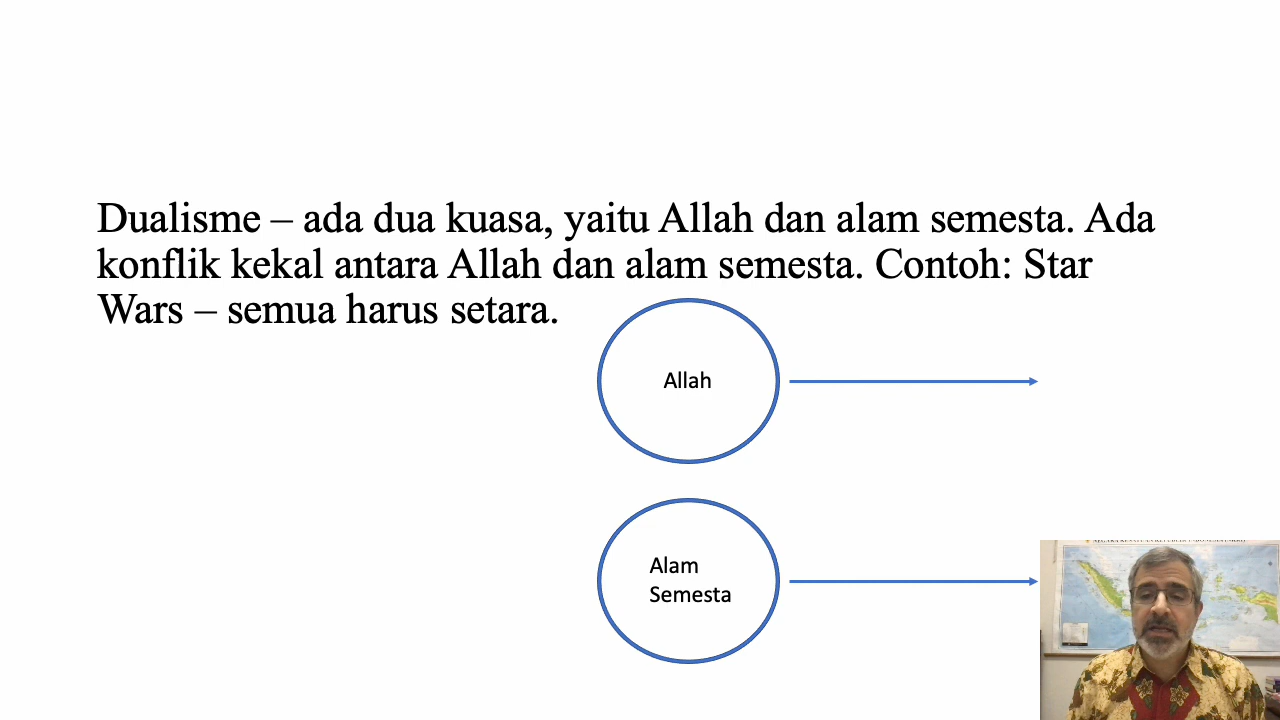 Dualisme – ada dua kuasa, yaitu Allah dan alam semesta. Ada
konflik kekal antara Allah dan alam semesta. Contoh: Star
Wars – semua harus setara.
Allah
Alam
Semesta